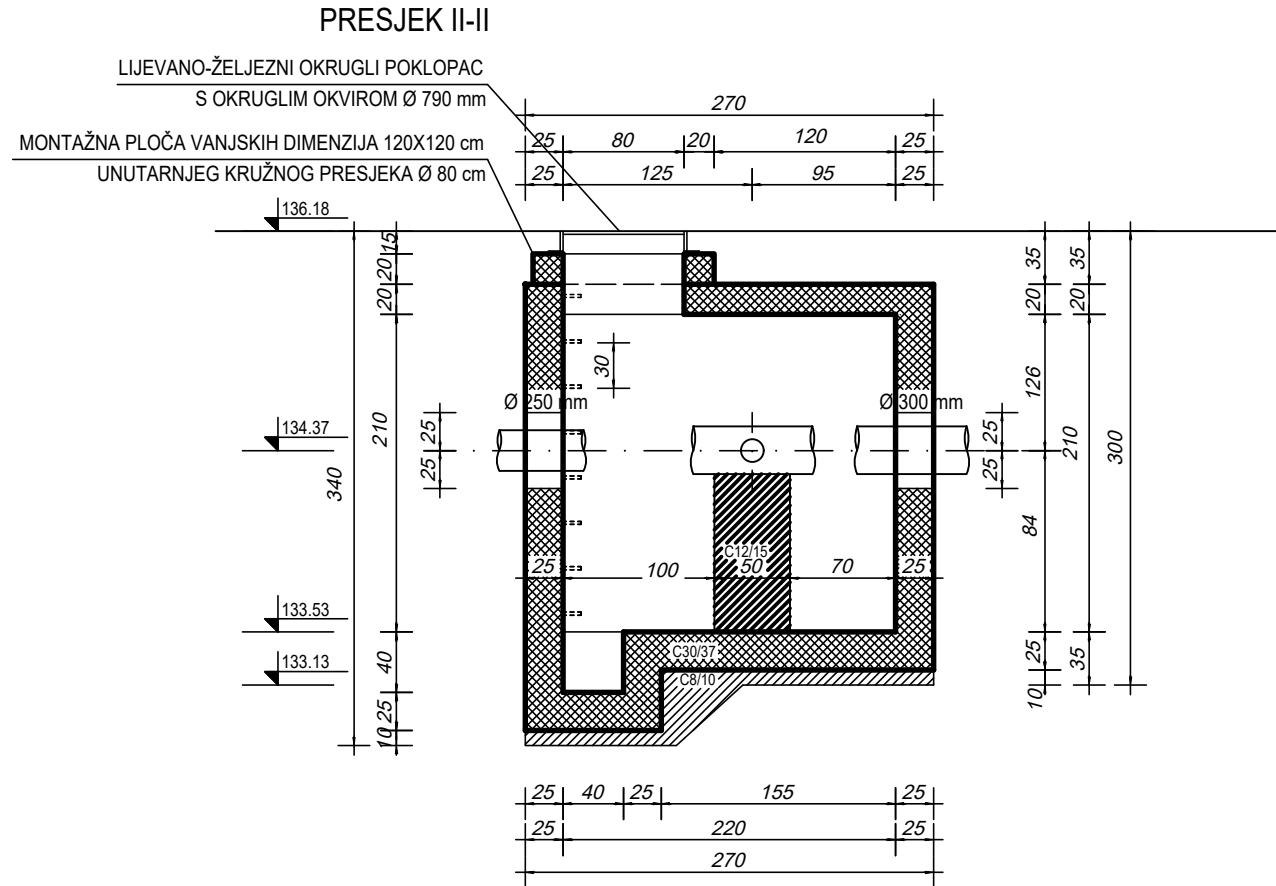 PRESJEK II-II
LIJEVANO-ŽELJEZNI OKRUGLI POKLOPAC
S OKRUGLIM OKVIROM Ø 790 mm
MONTAŽNA PLOČA VANJSKIH DIMENZIJA 120X120 cm
UNUTARNJEG KRUŽNOG PRESJEKA Ø 80 cm
270
25 80 20 120 25
25 125 95 25
136.18
15
20
20
35
20
35
20
30
126
Ø 250 mm
Ø 300 mm
134.37
25
25
210
340
25
25
210
300
84
C12/15
25 100 50 70 25
133.53
133.13
40
25
10
C30/37
C8/10
25
10
35
25 40 25 155 25
25 220 25
270